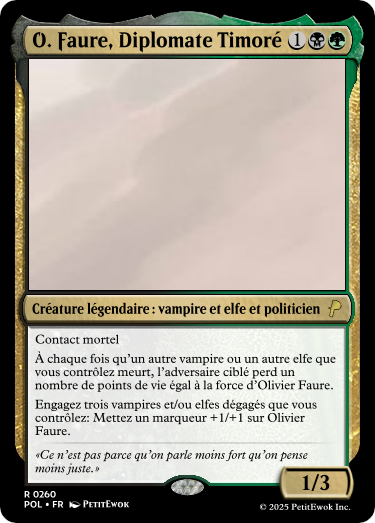 O. Faure, Diplomate Timoré 1
Créature légendaire : vampire et elfe et politicien
Contact mortel
À chaque fois qu'un autre vampire ou un autre elfe que
vous contrôlez meurt, l'adversaire ciblé perd un
nombre de points de vie égal à la force d'Olivier Faure.
Engagez trois vampires et/ou elfes dégagés que vous
contrôlez: Mettez un marqueur +1/+1 sur Olivier
Faure.
«Ce n'est pas parce qu'on parle moins fort qu'on pense
moins juste.»
1/3
R 0260
POL • FR PetitEwok
© 2025 PetitEwok Inc.